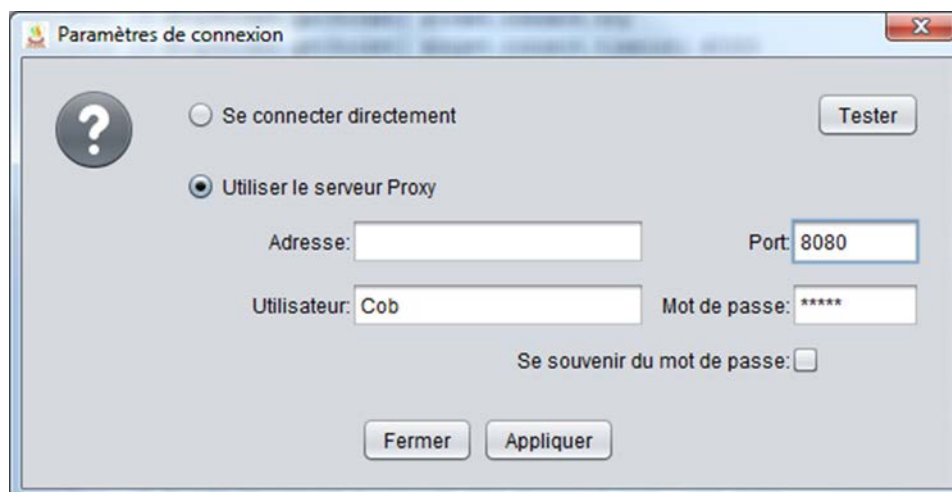 Paramètres de connexion
Se connecter directement
Tester
Utiliser le serveur Proxy
Adresse:
Port: 8080
Utilisateur: Cob
Mot de passe: *****
Se souvenir du mot de passe:
Fermer
Appliquer